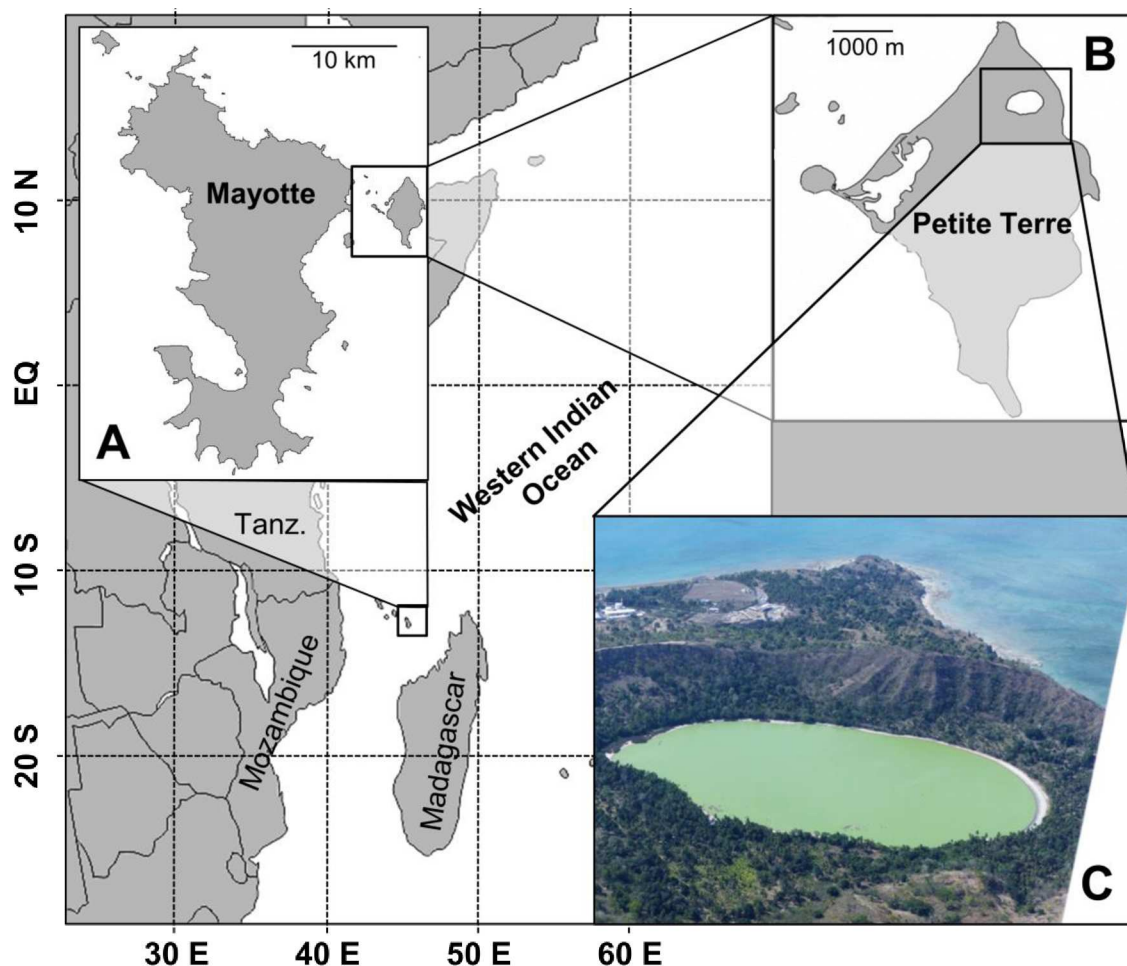 10 km
1000 m
B
Mayotte
10 N
Petite Terre
EQ
A
Western Indian
Ocean
Tanz.
10 S
Mozambique
Madagascar
20 S
C
30 E
40 E
50 E
60 E